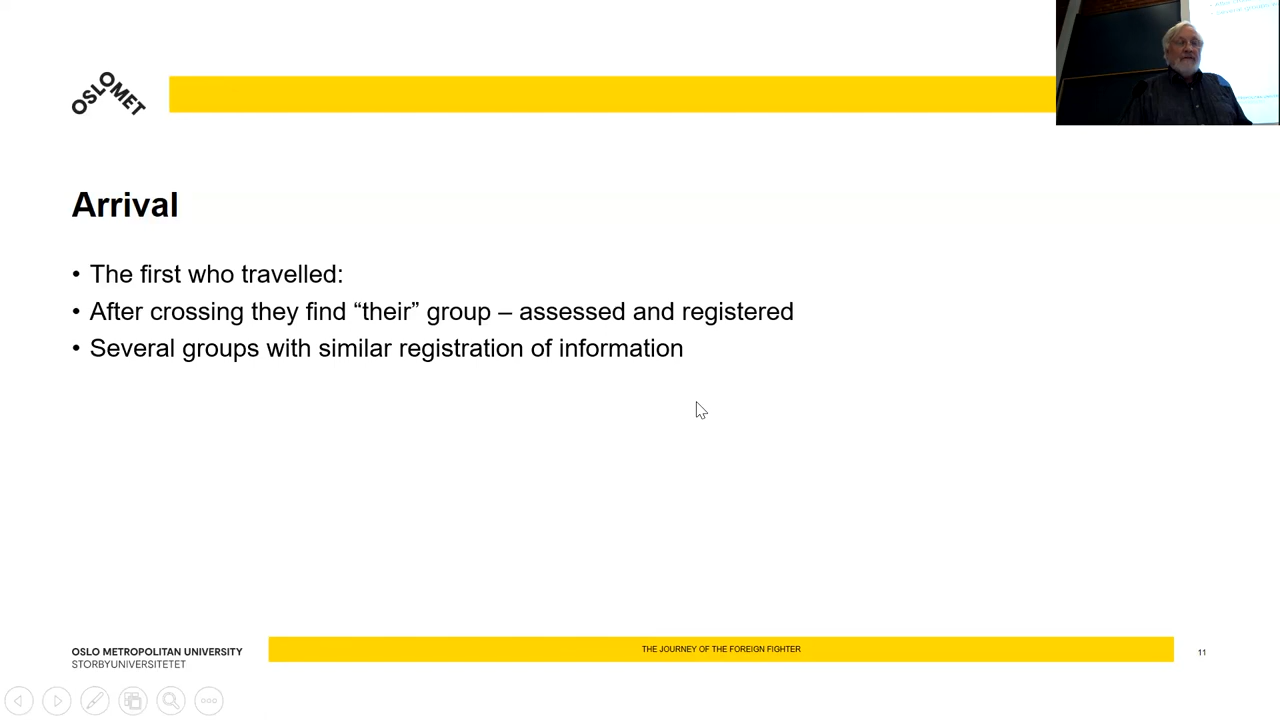 OSLOMET
Arrival
• The first who travelled:
• After crossing they find “their” group – assessed and registered
• Several groups with similar registration of information
OSLO METROPOLITAN UNIVERSITY
STORBYUNIVERSITETET
THE JOURNEY OF THE FOREIGN FIGHTER
11